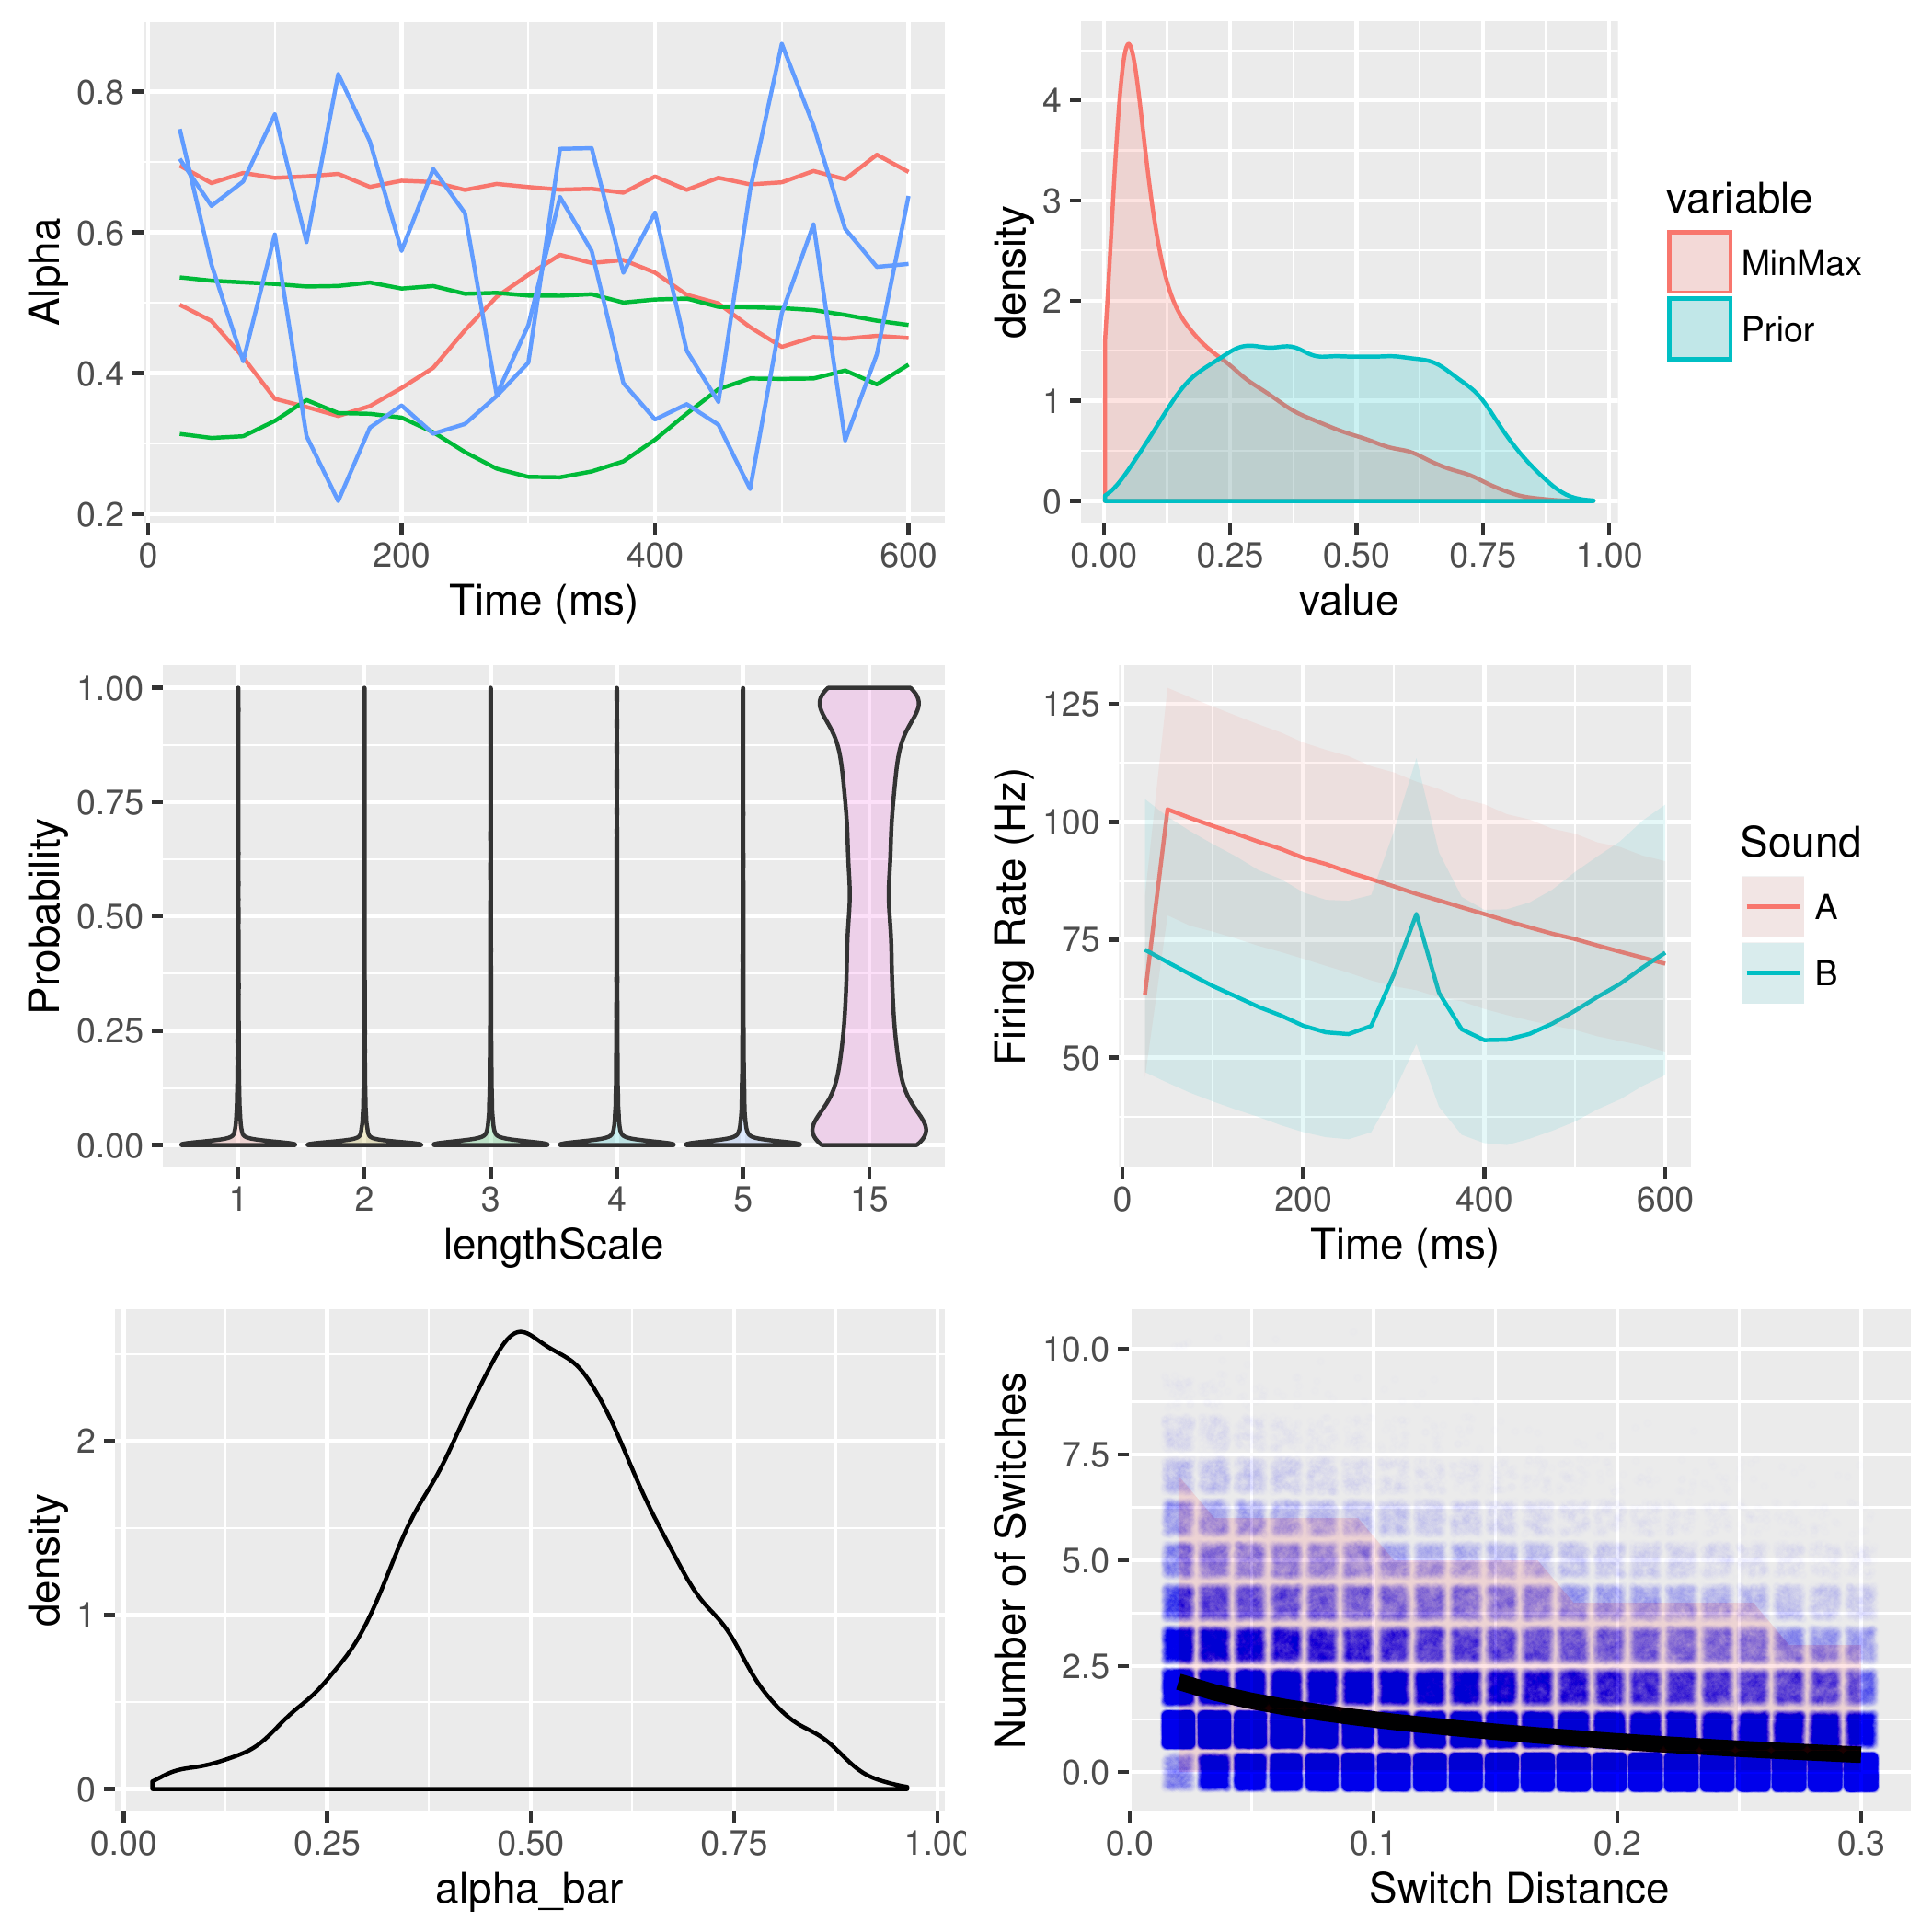 Alpha
0.8
0.6
0.4
0.2
0 200 400 600
Time (ms)
density
4
3
2
1
0
0.00 0.25 0.50 0.75 1.00
value
variable
MinMax
Prior
Probability
1.00
0.75
0.50
0.25
0.00
1 2 3 4 5 15
lengthScale
Firing Rate (Hz)
125
100
75
50
0 200 400 600
Time (ms)
Sound
A
B
density
2
1
0
0.00 0.25 0.50 0.75 1.00
alpha_bar
Number of Switches
10.0
7.5
5.0
2.5
0.0
0.0 0.1 0.2 0.3
Switch Distance